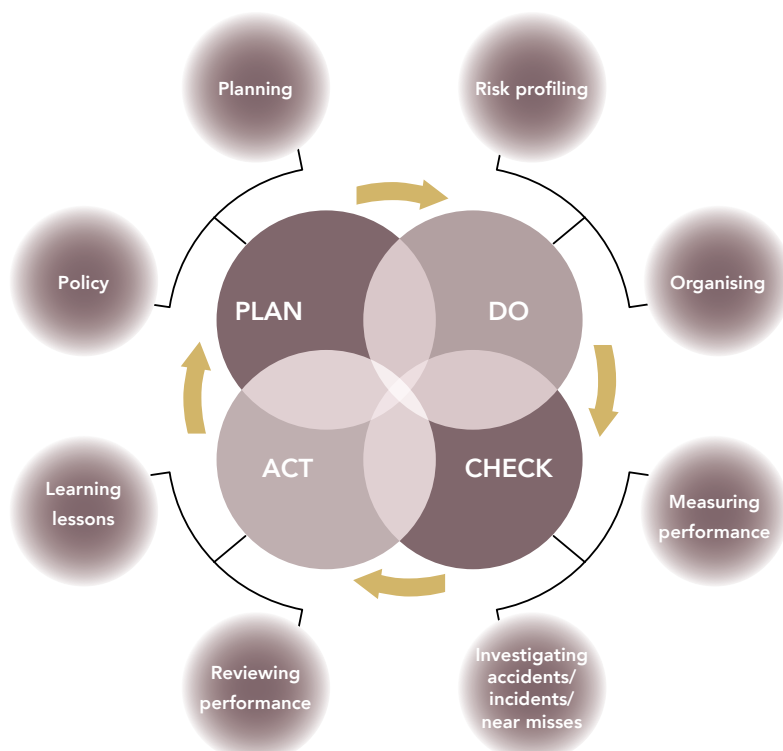 Planning
Risk profiling
Policy
PLAN
DO
Organising
Learning
lessons
ACT
CHECK
Measuring
performance
Reviewing
performance
Investigating
accidents/
incidents/
near misses